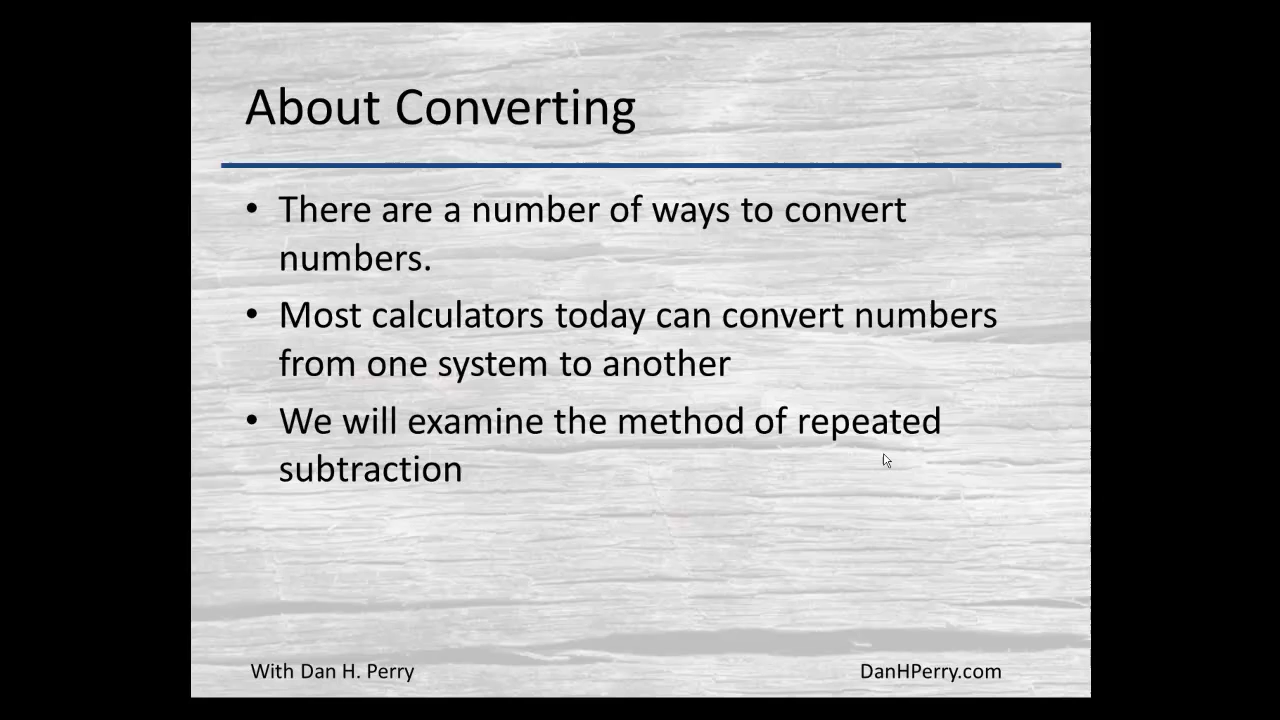 About Converting
• There are a number of ways to convert
numbers.
• Most calculators today can convert numbers
from one system to another
• We will examine the method of repeated
subtraction
With Dan H. Perry
DanHPerry.com